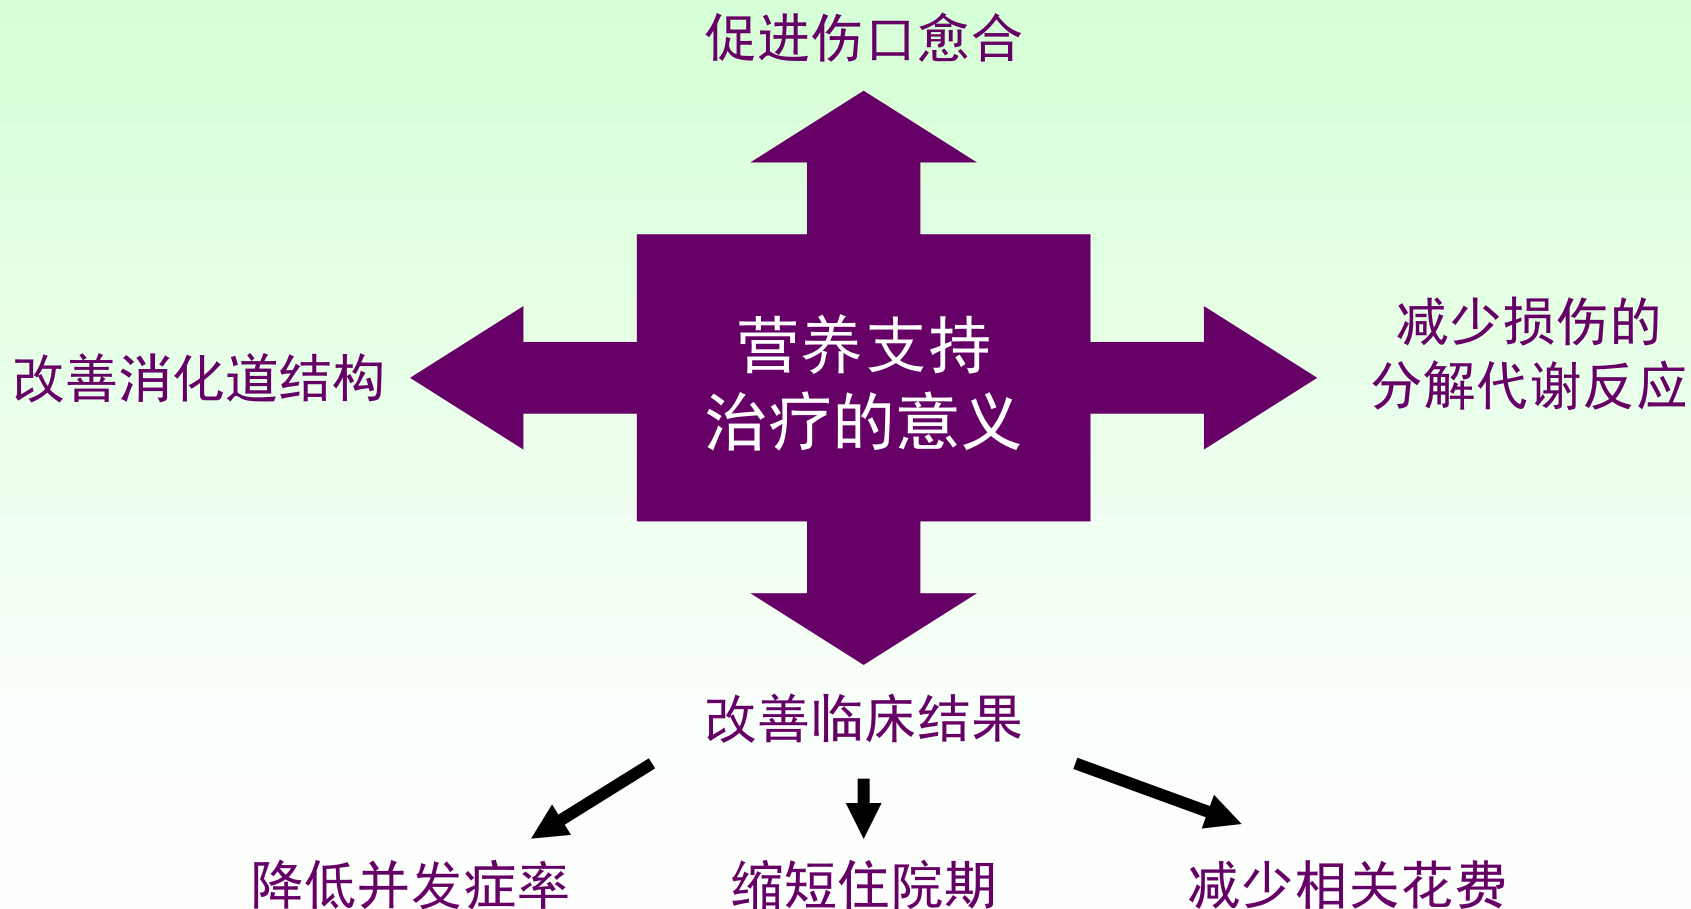 促进伤口愈合
营养支持
治疗的意义
改善消化道结构
减少损伤的
分解代谢反应
改善临床结果
降低并发症率
缩短住院期
减少相关花费